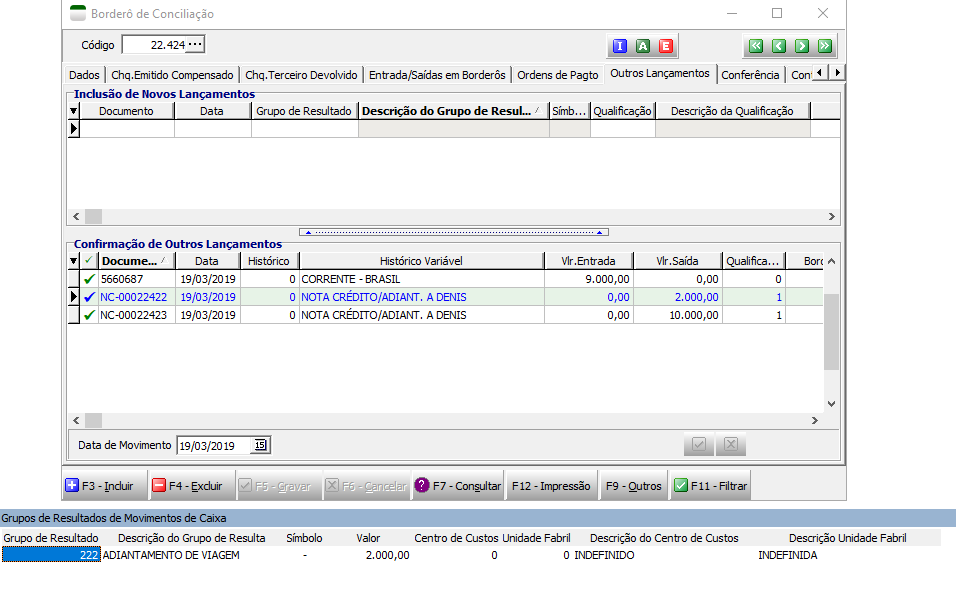 Borderô de Conciliação
Código 22.424 ... I A E
Dados Chq.Emitido Compensado Chq.Terceiro Devolvido Entrada/Saídas em Borderôs Ordens de Pagto Outros Lançamentos Conferência Con
Inclusão de Novos Lançamentos
Documento Data Grupo de Resultado Descrição do Grupo de Resul... Símb... Qualificação Descrição da Qualificação
Confirmação de Outros Lançamentos
Docume... Data Histórico Histórico Variável Vlr.Entrada Vlr.Saída Qualifica... Bord
5660687 19/03/2019 0 CORRENTE - BRASIL 9.000,00 0,00 0
NC-00022422 19/03/2019 0 NOTA CRÉDITO/ADIANT. A DENIS 0,00 2.000,00 1
NC-00022423 19/03/2019 0 NOTA CRÉDITO/ADIANT. A DENIS 0,00 10.000,00 1
Data de Movimento 19/03/2019 15
F3 - Incluir F4 - Excluir F5 - Gravar F6 - Cancelar ? F7 - Consultar F12 - Impressão F9 - Outros F11 - Filtrar
Grupos de Resultados de Movimentos de Caixa
Grupo de Resultado Descrição do Grupo de Resulta Símbolo Valor Centro de Custos Unidade Fabril Descrição do Centro de Custos Descrição Unidade Fabril
222 ADIANTAMENTO DE VIAGEM - 2.000,00 0 0 INDEFINIDO INDEFINIDA